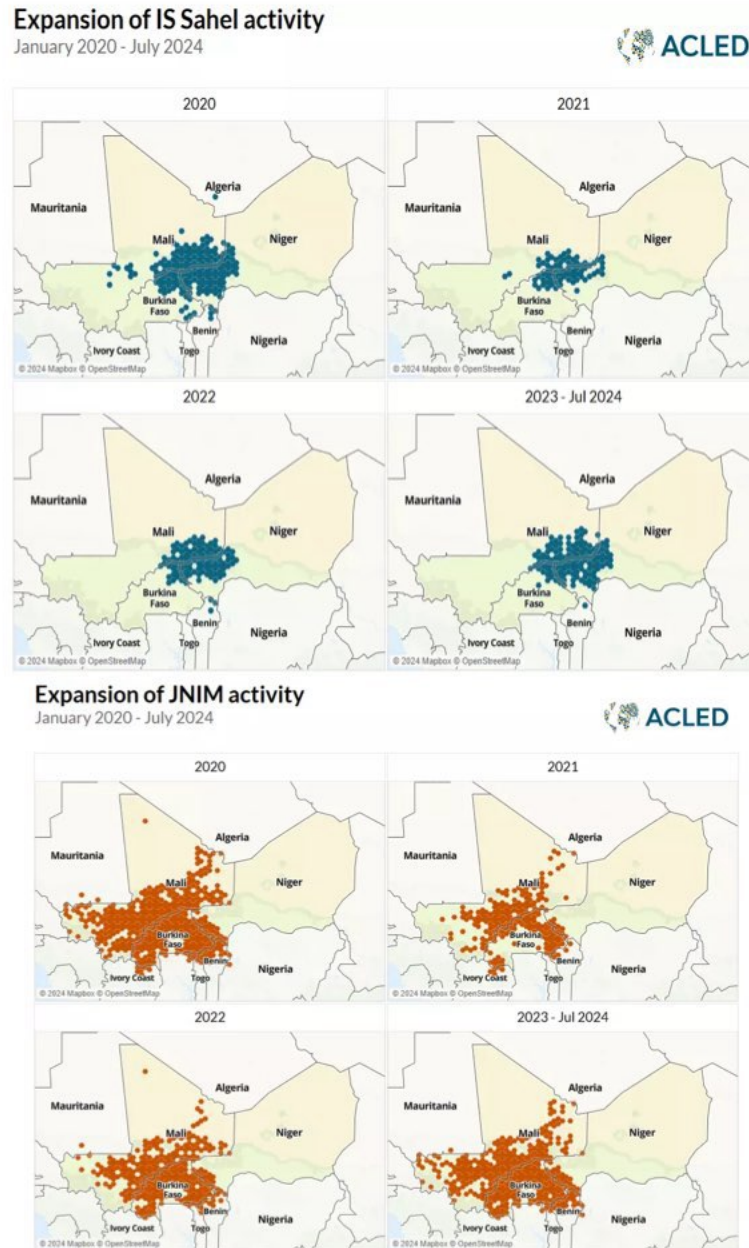 Expansion of IS Sahel activity
January 2020 - July 2024
ACLED
2020
2021
Algeria
Mauritania
Mali
Niger
Burkina
Faso
Benin
Nigeria
Ivory Coast
Togo
© 2024 Mapbox © OpenStreetMap
Algeria
Mauritania
Mali
Niger
Burkina
Faso
Benin
Nigeria
Ivory Coast
Togo
© 2024 Mapbox © OpenStreetMap
2022
2023 - Jul 2024
Algeria
Mauritania
Mali
Niger
Burkina
Faso
Benin
Nigeria
Ivory Coast
Togo
© 2024 Mapbox © OpenStreetMap
Algeria
Mauritania
Mali
Niger
Burkina
Faso
Benin
Nigeria
Ivory Coast
Togo
© 2024 Mapbox © OpenStreetMap
Expansion of JNIM activity
January 2020 - July 2024
ACLED
2020
2021
Algeria
Mauritania
Mali
Niger
Burkina
Faso
Benin
Nigeria
Ivory Coast
Togo
© 2024 Mapbox © OpenStreetMap
Algeria
Mauritania
Mali
Niger
Burkina
Faso
Benin
Nigeria
Ivory Coast
Togo
© 2024 Mapbox © OpenStreetMap
2022
2023 - Jul 2024
Algeria
Mauritania
Mali
Niger
Burkina
Faso
Benin
Nigeria
Ivory Coast
Togo
© 2024 Mapbox © OpenStreetMap
Algeria
Mauritania
Mali
Niger
Burkina
Faso
Benin
Nigeria
Ivory Coast
Togo
© 2024 Mapbox © OpenStreetMap